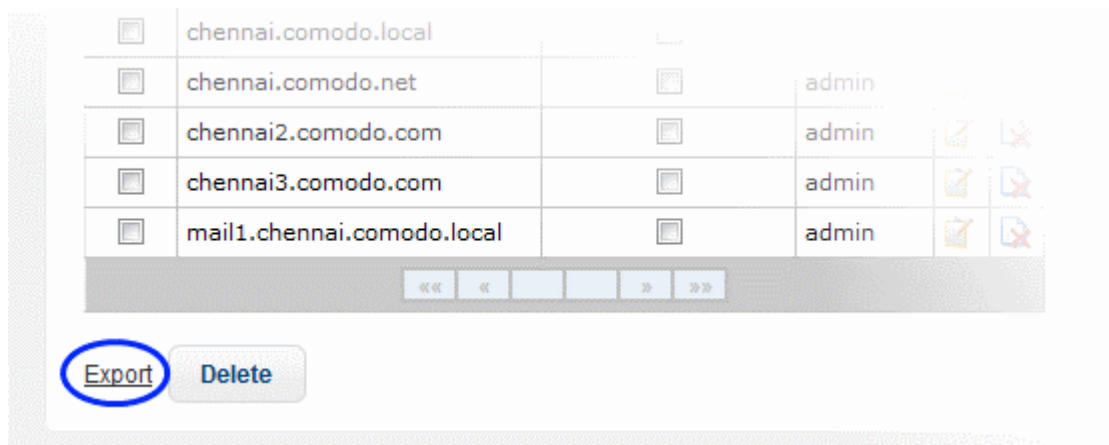 chennai.comodo.local
chennai.comodo.net admin
chennai2.comodo.com admin
chennai3.comodo.com admin
mail1.chennai.comodo.local admin
«« « » »»
Export Delete